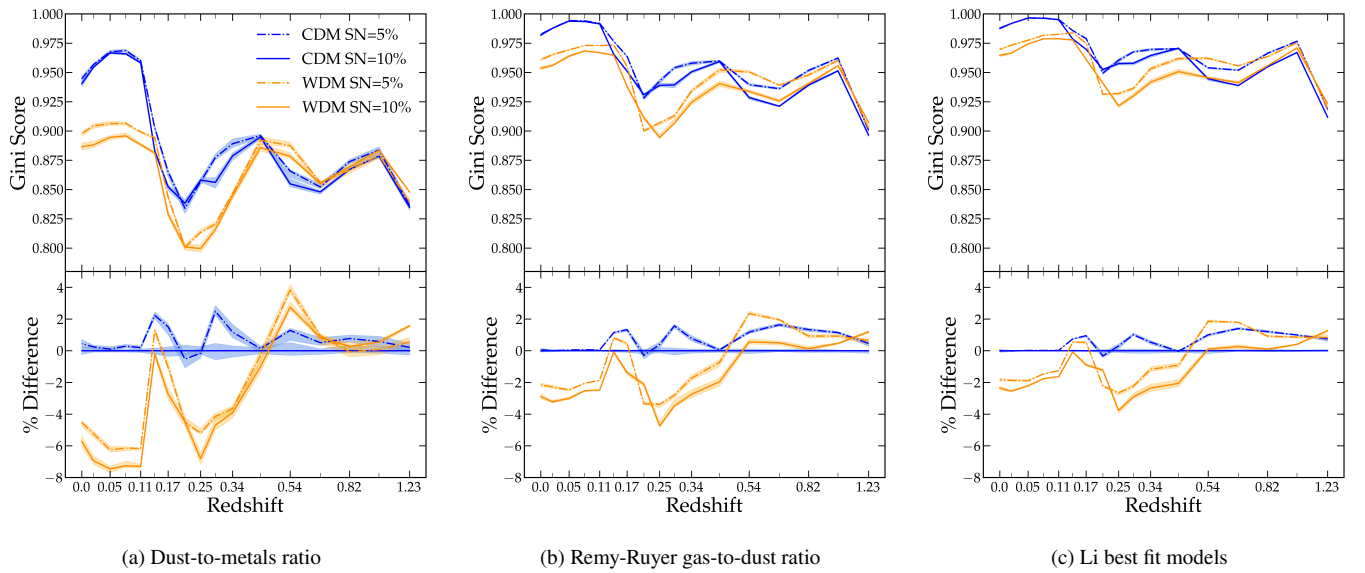 1.000
0.975
0.950
0.925
0.900
0.875
0.850
0.825
0.800
Gini Score
CDM SN=5%
CDM SN=10%
WDM SN=5%
WDM SN=10%
4
2
0
−2
−4
−6
−8
% Difference
0.0 0.05 0.11 0.17 0.25 0.34 0.54 0.82 1.23
Redshift
(a) Dust-to-metals ratio
1.000
0.975
0.950
0.925
0.900
0.875
0.850
0.825
0.800
Gini Score
4
2
0
−2
−4
−6
−8
% Difference
0.0 0.05 0.11 0.17 0.25 0.34 0.54 0.82 1.23
Redshift
(b) Remy-Ruyer gas-to-dust ratio
1.000
0.975
0.950
0.925
0.900
0.875
0.850
0.825
0.800
Gini Score
4
2
0
−2
−4
−6
−8
% Difference
0.0 0.05 0.11 0.17 0.25 0.34 0.54 0.82 1.23
Redshift
(c) Li best fit models